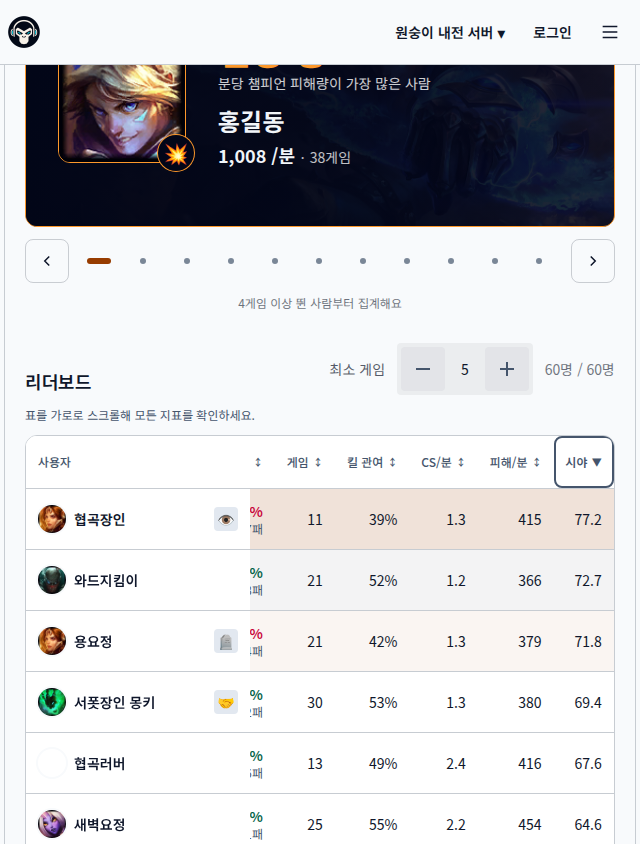 원숭이 내전 서버 ▼ 로그인
분당 챔피언 피해량이 가장 많은 사람
홍길동
1,008 /분 · 38게임
4게임 이상 뛴 사람부터 집계해요
리더보드
최소 게임 − 5 + 60명 / 60명
표를 가로로 스크롤해 모든 지표를 확인하세요.
사용자 ↕ 게임 ↕ 킬 관여 ↕ CS/분 ↕ 피해/분 ↕ 시야 ▼
협곡장인 % 패 11 39% 1.3 415 77.2
와드지킴이 % 패 21 52% 1.2 366 72.7
용요정 % 패 21 42% 1.3 379 71.8
서폿장인 몽키 % 패 30 53% 1.3 380 69.4
협곡러버 % 패 13 49% 2.4 416 67.6
새벽요정 % 패 25 55% 2.2 454 64.6